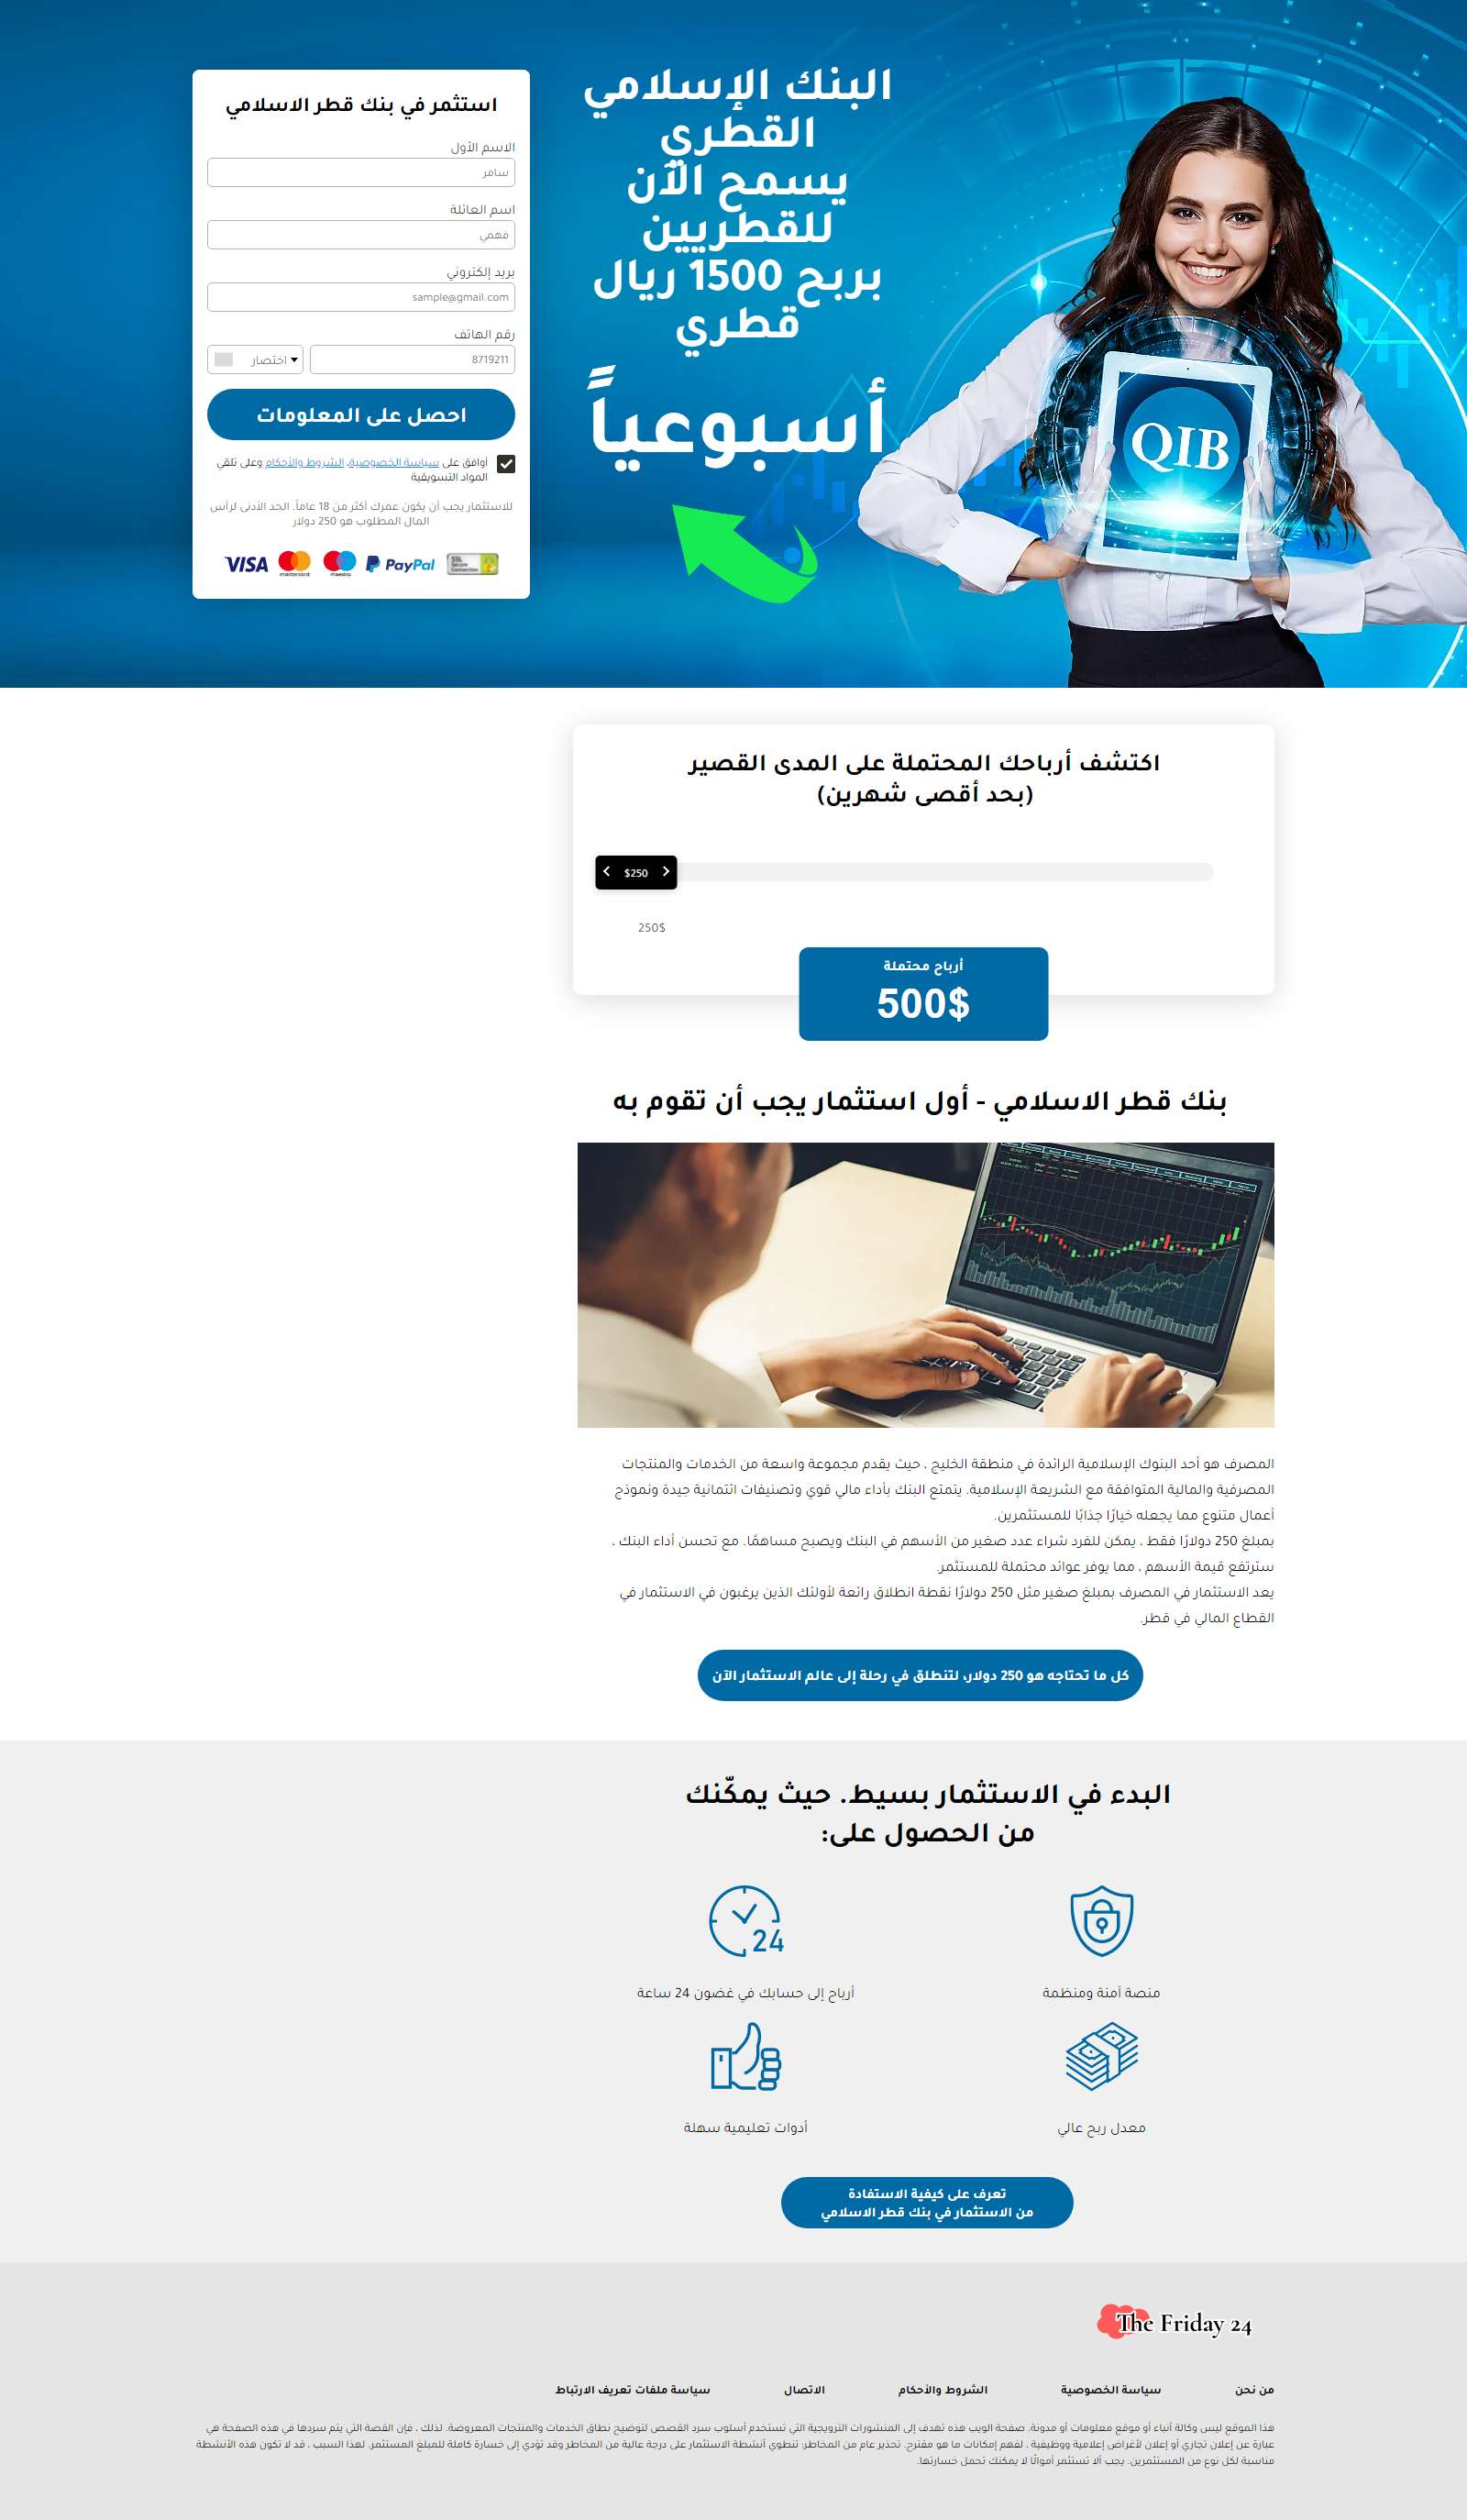 البنك الإسلامي
القطري
يسمح الآن
للقطريين
بربح 1500 ريال
قطري
أسبوعياً
QIB
استثمر في بنك قطر الاسلامي
الاسم الأول
سامر
اسم العائلة
فهمي
بريد إلكتروني
sample@gmail.com
رقم الهاتف
8719211
اختصار
احصل على المعلومات
أوافق على سياسة الخصوصية، الشروط والأحكام وعلى تلقي
المواد التسويقية
للاستثمار يجب أن يكون عمرك أكثر من 18 عاماً. الحد الأدنى لرأس
المال المطلوب هو 250 دولار
VISA mastercard maestro PayPal SSL Secure Connection
اكتشف أرباحك المحتملة على المدى القصير
(بحد أقصى شهرين)
$250
250$
أرباح محتملة
500$
بنك قطر الاسلامي - أول استثمار يجب أن تقوم به
المصرف هو أحد البنوك الإسلامية الرائدة في منطقة الخليج ، حيث يقدم مجموعة واسعة من الخدمات والمنتجات
المصرفية والمالية المتوافقة مع الشريعة الإسلامية. يتمتع البنك بأداء مالي قوي وتصنيفات ائتمانية جيدة ونموذج
أعمال متنوع مما يجعله خيارًا جذابًا للمستثمرين.
بمبلغ 250 دولارًا فقط ، يمكن للفرد شراء عدد صغير من الأسهم في البنك ويصبح مساهمًا. مع تحسن أداء البنك ،
سترتفع قيمة الأسهم ، مما يوفر عوائد محتملة للمستثمر.
يعد الاستثمار في المصرف بمبلغ صغير مثل 250 دولارًا نقطة انطلاق رائعة لأولئك الذين يرغبون في الاستثمار في
القطاع المالي في قطر.
كل ما تحتاجه هو 250 دولار، لتنطلق في رحلة إلى عالم الاستثمار الآن
البدء في الاستثمار بسيط. حيث يمكّنك
من الحصول على:
24
منصة آمنة ومنظمة
أرباح إلى حسابك في غضون 24 ساعة
معدل ربح عالي
أدوات تعليمية سهلة
تعرف على كيفية الاستفادة
من الاستثمار في بنك قطر الاسلامي
The Friday 24
من نحن
سياسة الخصوصية
الشروط والأحكام
الاتصال
سياسة ملفات تعريف الارتباط
هذا الموقع ليس وكالة أنباء أو موقع معلومات أو مدونة. صفحة الويب هذه تهدف إلى المنشورات الترويجية التي تستخدم أسلوب سرد القصص لتوضيح نطاق الخدمات والمنتجات المعروضة. لذلك ، فإن القصة التي يتم سردها في هذه الصفحة هي
عبارة عن إعلان تجاري أو إعلان لأغراض إعلامية ووظيفية ، لفهم إمكانات ما هو مقترح. تحذير عام من المخاطر: تنطوي أنشطة الاستثمار على درجة عالية من المخاطر وقد تؤدي إلى خسارة كاملة للمبلغ المستثمر. لهذا السبب ، قد لا تكون هذه الأنشطة
مناسبة لكل نوع من المستثمرين. يجب ألا تستثمر أموالًا لا يمكنك تحمل خسارتها.